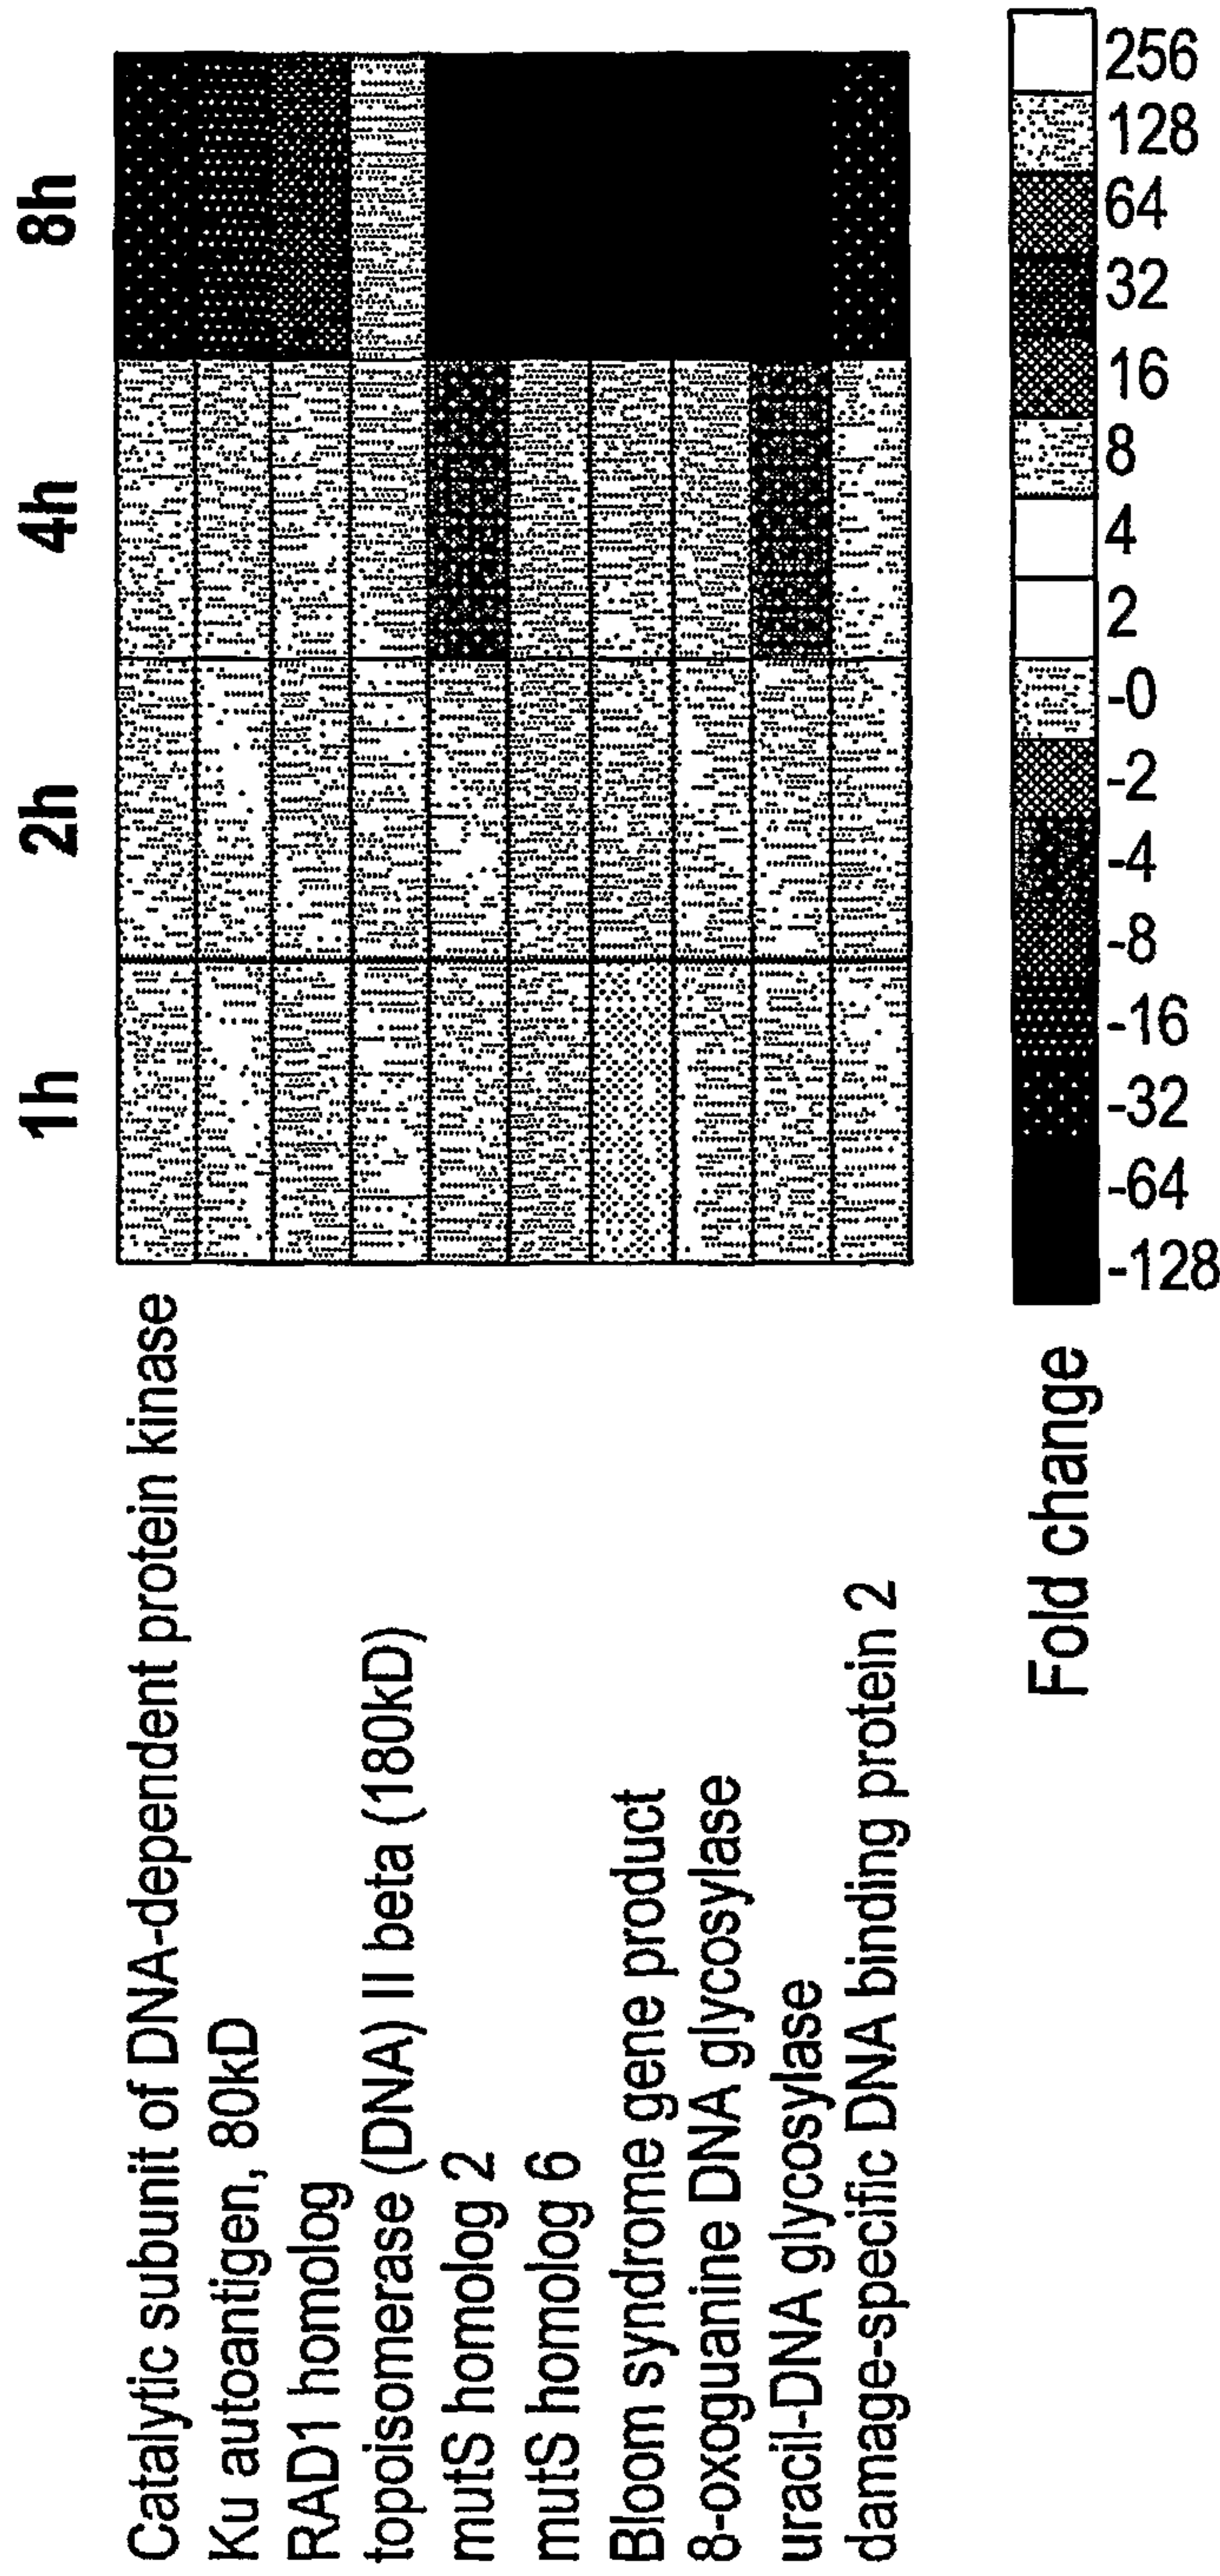 1h 2h 4h 8h
Catalytic subunit of DNA-dependent protein kinase
Ku autoantigen, 80kD
RAD1 homolog
topoisomerase (DNA) II beta (180kD)
mutS homolog 2
mutS homolog 6
Bloom syndrome gene product
8-oxoguanine DNA glycosylase
uracil-DNA glycosylase
damage-specific DNA binding protein 2
Fold change
-128 -64 -32 -16 -8 -4 -2 -0 2 4 8 16 32 64 128 256